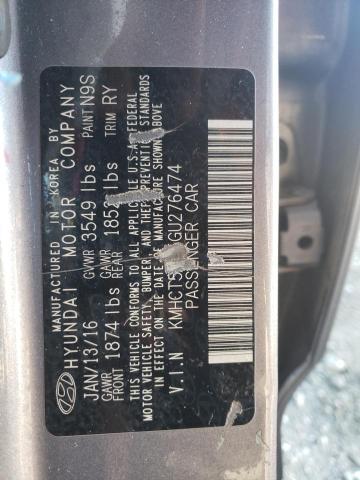 MANUFACTURED IN KOREA BY
HYUNDAI MOTOR COMPANY
JAN/13/16 GVWR 3549 lbs PAINT N9S
GAWR FRONT 1874 lbs GAWR REAR lbs TRIM RY
THIS VEHICLE CONFORMS TO ALL APPLICABLE U.S.A. FEDERAL
MOTOR VEHICLE SAFETY, BUMPER, AND THEFT PREVENTION STANDARDS
IN EFFECT ON THE DATE OF MANUFACTURE SHOWN ABOVE
V.I.N
PASSENGER CAR